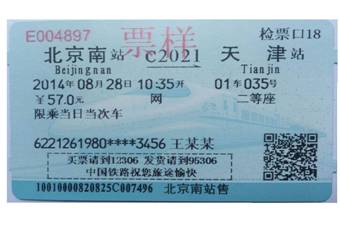 E004897 票样 检票口18
北京南站 C2021 天津站
Beijingnan Tianjin
2014年08月28日 10:35开 01车035号
￥57.0元 网 二等座
限乘当日当次车
6221261980****3456 王某某
买票请到12306 发货请到95306
中国铁路祝您旅途愉快
10010000820825C007496 北京南站售